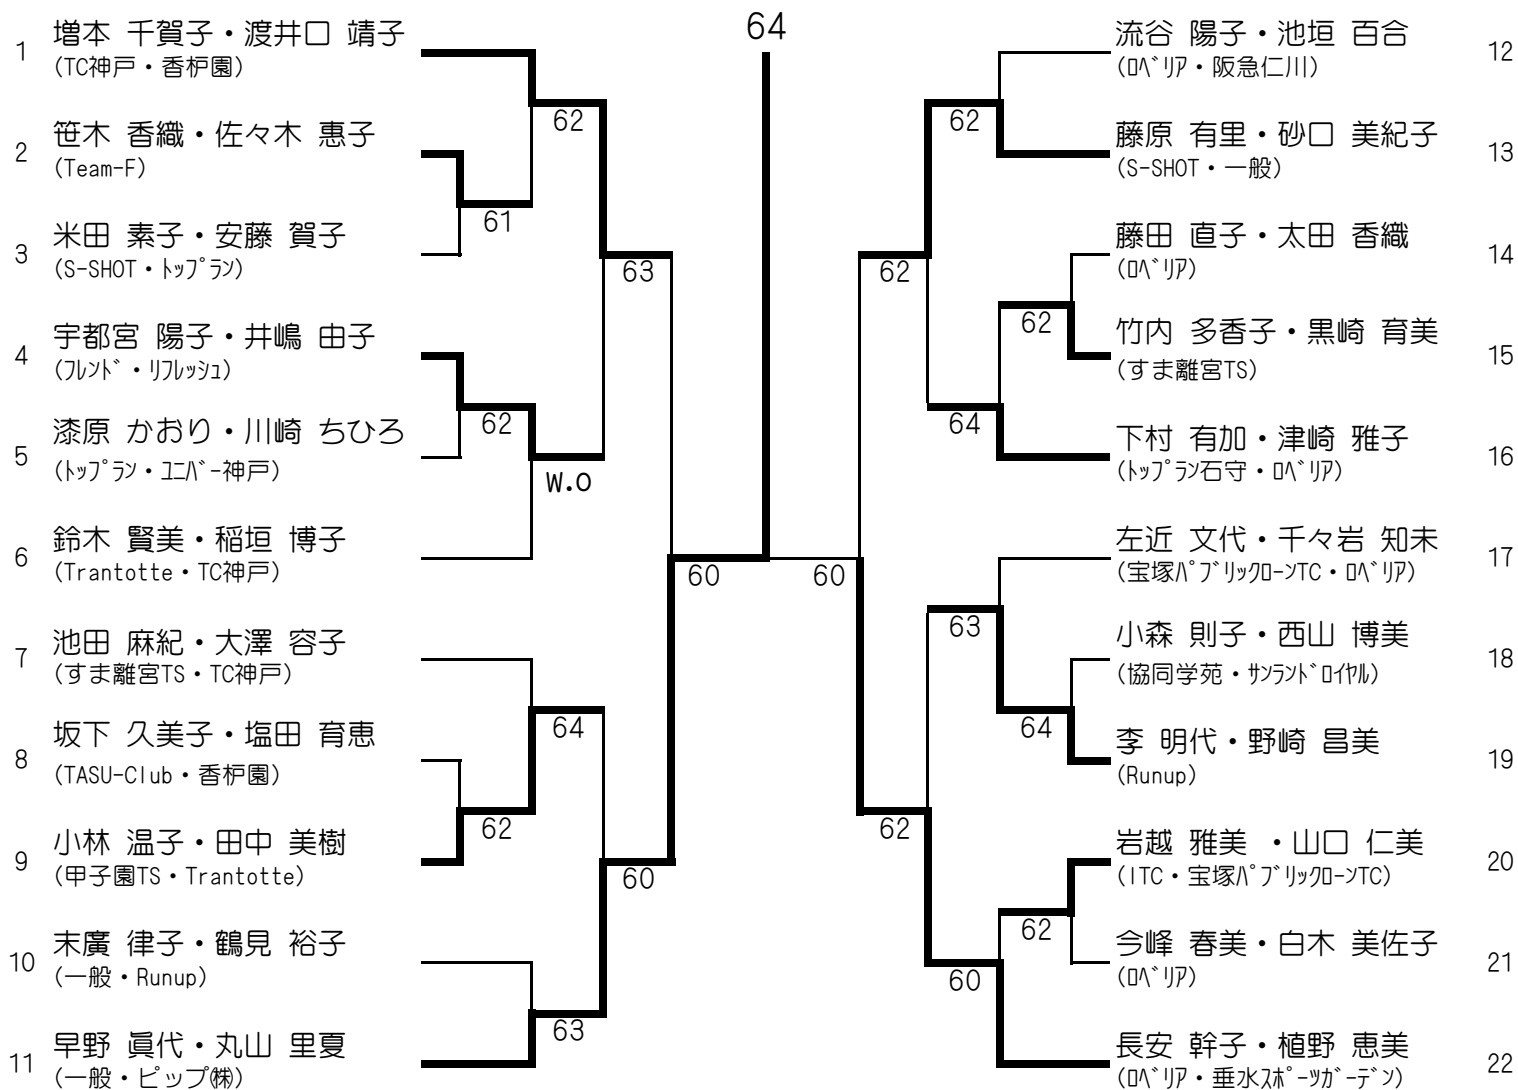 64
1
増本 千賀子・渡井口 靖子
(TC神戸・香枦園)
2
笹木 香織・佐々木 惠子
(Team-F)
3
米田 素子・安藤 賀子
(S-SHOT・ﾄｯﾌﾟﾗﾝ)
4
宇都宮 陽子・井嶋 由子
(ﾌﾚﾝﾄﾞ・ﾘﾌﾚｯｼｭ)
5
漆原 かおり・川崎 ちひろ
(ﾄｯﾌﾟﾗﾝ・ﾕﾆﾊﾞｰ神戸)
6
鈴木 賢美・稲垣 博子
(Trantotte・TC神戸)
7
池田 麻紀・大澤 容子
(すま離宮TS・TC神戸)
8
坂下 久美子・塩田 育恵
(TASU-Club・香枦園)
9
小林 温子・田中 美樹
(甲子園TS・Trantotte)
10
末廣 律子・鶴見 裕子
(一般・Runup)
11
早野 眞代・丸山 里夏
(一般・ピップ㈱)
62
61
63
62
W.O
60
64
62
60
63
流谷 陽子・池垣 百合
12
(ﾛﾍﾞﾘｱ・阪急仁川)
藤原 有里・砂口 美紀子
13
(S-SHOT・一般)
藤田 直子・太田 香織
14
(ﾛﾍﾞﾘｱ)
竹内 多香子・黒崎 育美
15
(すま離宮TS)
下村 有加・津崎 雅子
16
(ﾄｯﾌﾟﾗﾝ石守・ﾛﾍﾞﾘｱ)
左近 文代・千々岩 知未
17
(宝塚ﾊﾟﾌﾞﾘｯｸﾛｰﾝTC・ﾛﾍﾞﾘｱ)
小森 則子・西山 博美
18
(協同学苑・ｻﾝﾗﾝﾄﾞﾛｲﾔﾙ)
李 明代・野崎 昌美
19
(Runup)
岩越 雅美 ・山口 仁美
20
(ITC・宝塚ﾊﾟﾌﾞﾘｯｸﾛｰﾝTC)
今峰 春美・白木 美佐子
21
(ﾛﾍﾞﾘｱ)
長安 幹子・植野 恵美
22
(ﾛﾍﾞﾘｱ・垂水ｽﾎﾟｰﾂｶﾞｰﾃﾞﾝ)
62
62
62
64
60
63
64
62
62
60